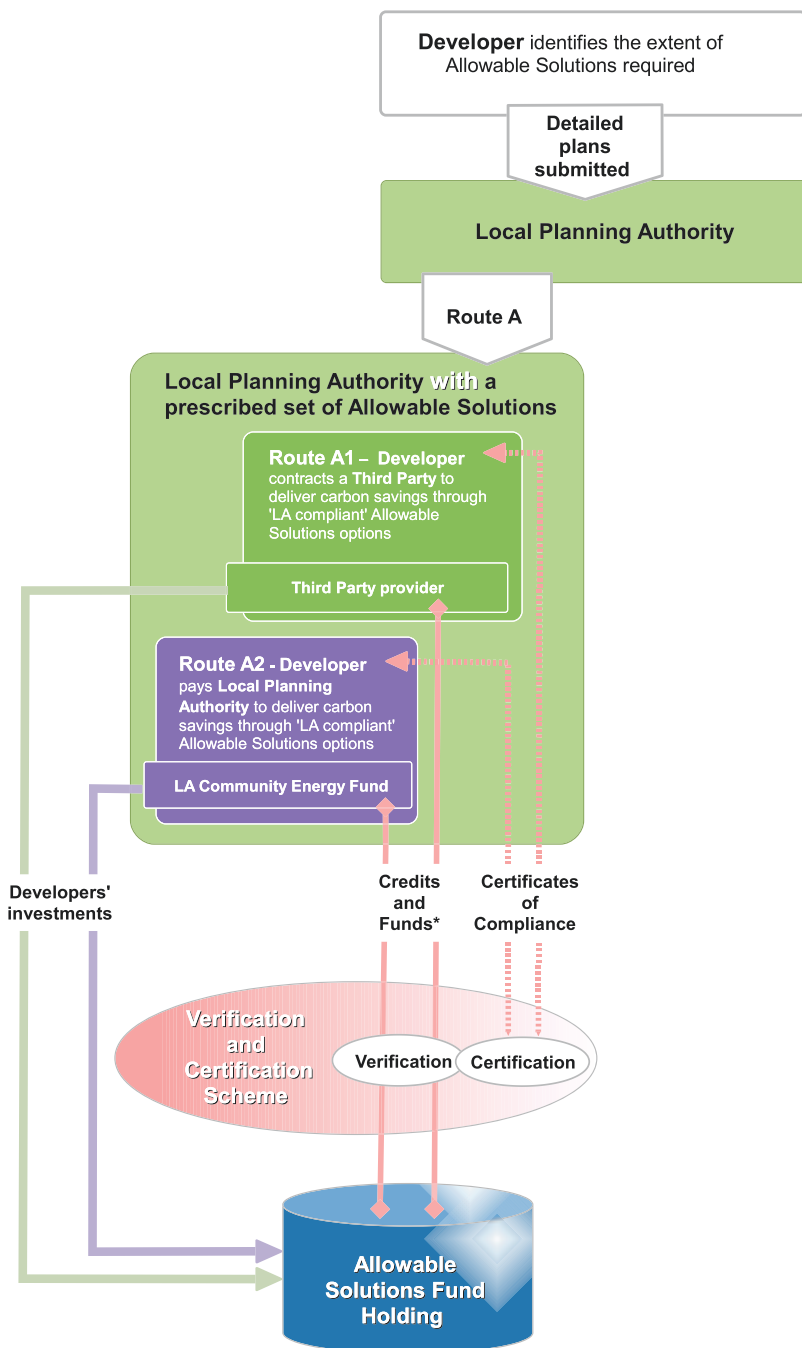 Developer identifies the extent of
Allowable Solutions required
Detailed
plans
submitted
Local Planning Authority
Route A
Local Planning Authority with a
prescribed set of Allowable Solutions
Route A1 – Developer
contracts a Third Party to
deliver carbon savings through
'LA compliant' Allowable
Solutions options
Third Party provider
Route A2 - Developer
pays Local Planning
Authority to deliver carbon
savings through 'LA compliant'
Allowable Solutions options
LA Community Energy Fund
Developers'
investments
Credits
and
Funds*
Certificates
of
Compliance
Verification
and
Certification
Scheme
Verification
Certification
Allowable
Solutions Fund
Holding